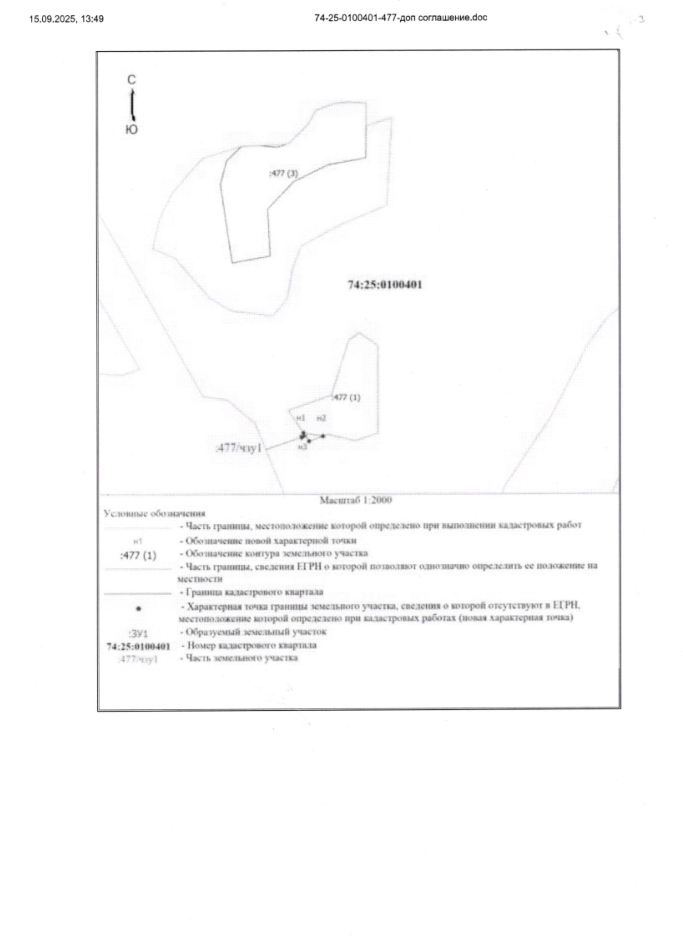 15.09.2025, 13:49
74-25-0100401-477-доп соглашение.doc
3
С
Ю
:477 (3)
74:25:0100401
:477 (1)
н1 н2
:477/чзу1
н3
Масштаб 1:2000
Условные обозначения
- Часть границы, местоположение которой определено при выполнении кадастровых работ
н1 - Обозначение новой характерной точки
:477 (1) - Обозначение контура земельного участка
- Часть границы, сведения ЕГРН о которой позволяют однозначно определить ее положение на
местности
- Граница кадастрового квартала
- Характерная точка границы земельного участка, сведения о которой отсутствуют в ЕГРН,
местоположение которой определено при кадастровых работах (новая характерная точка)
:ЗУ1 - Образуемый земельный участок
74:25:0100401 - Номер кадастрового квартала
:477/чзу1 - Часть земельного участка